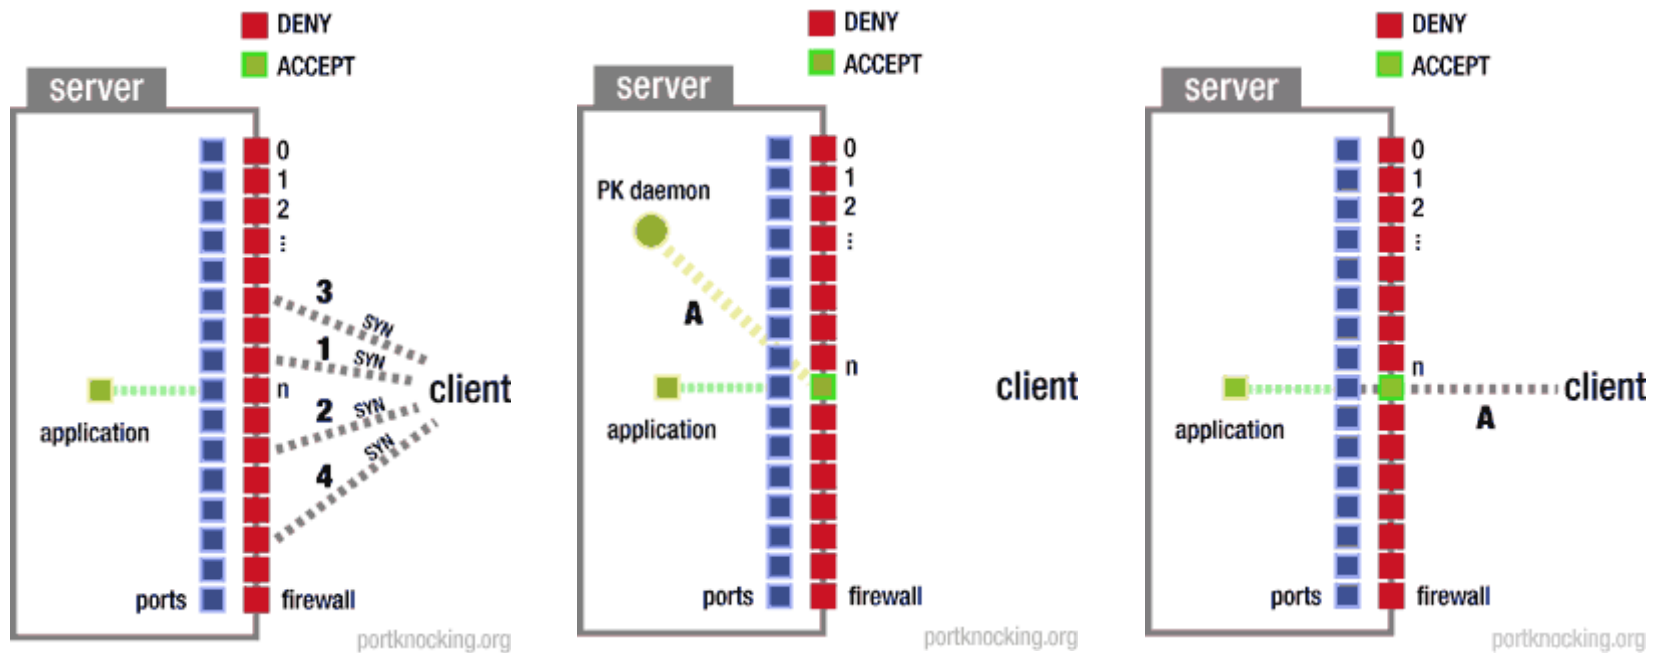 DENY
ACCEPT
server
0
1
2
...
3
SYN
1
SYN
n
client
2
SYN
SYN
4
application
ports
firewall
portknocking.org
DENY
ACCEPT
server
0
1
2
...
PK daemon
A
n
client
application
ports
firewall
portknocking.org
DENY
ACCEPT
server
0
1
2
...
n
client
A
application
ports
firewall
portknocking.org